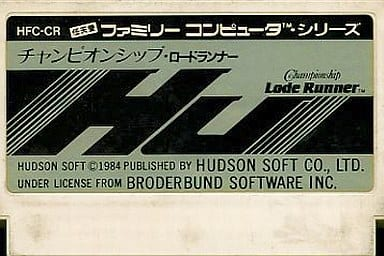 HFC-CR 任天堂 ファミリー コンピュータ™・シリーズ
チャンピオンシップ・ロードランナー
Championship
Lode Runner™
HU
HUDSON SOFT ©1984 PUBLISHED BY HUDSON SOFT CO., LTD.
UNDER LICENSE FROM BRODERBUND SOFTWARE INC.